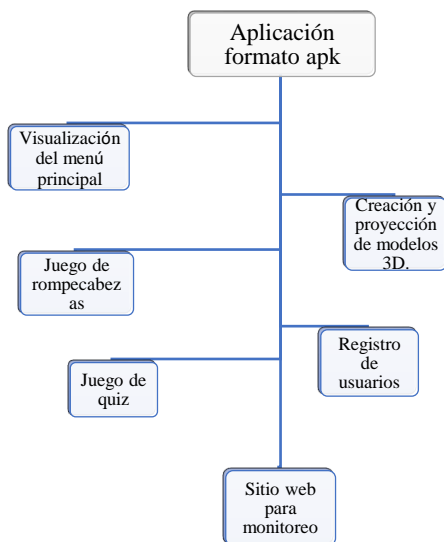 Aplicación
formato apk
Visualización
del menú
principal
Creación y
proyección
de modelos
3D.
Juego de
rompecabez
as
Registro
de
usuarios
Juego de
quiz
Sitio web
para
monitoreo